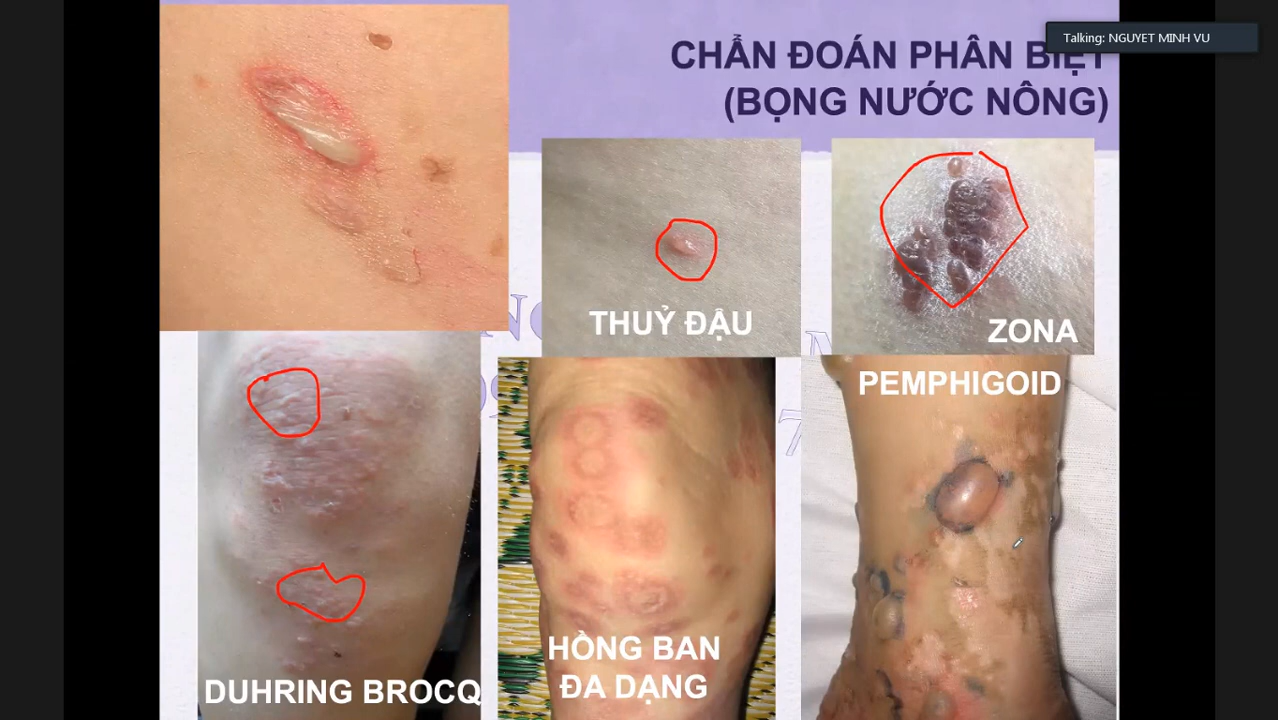 Talking: NGUYET MINH VU
CHẨN ĐOÁN PHÂN BIỆT
(BỌNG NƯỚC NÔNG)
THUỶ ĐẬU
ZONA
PEMPHIGOID
HỒNG BAN
ĐA DẠNG
DUHRING BROCQ